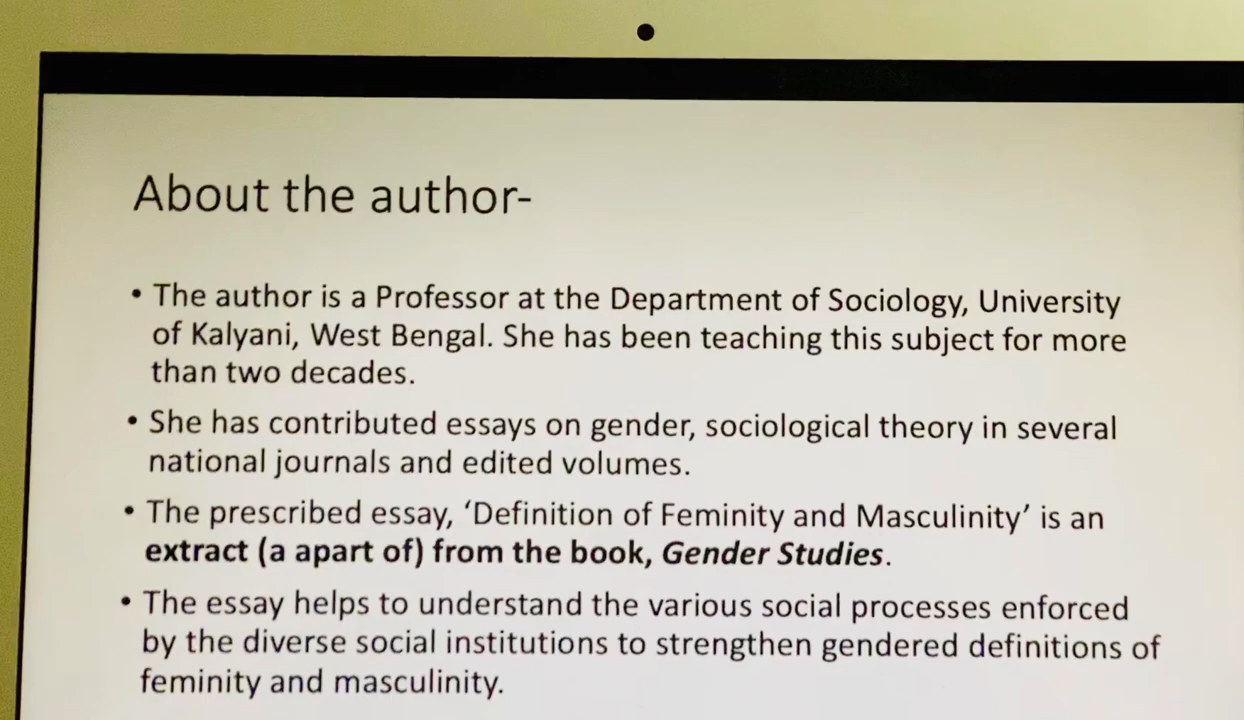 About the author-
• The author is a Professor at the Department of Sociology, University
of Kalyani, West Bengal. She has been teaching this subject for more
than two decades.
• She has contributed essays on gender, sociological theory in several
national journals and edited volumes.
• The prescribed essay, ‘Definition of Feminity and Masculinity’ is an
extract (a apart of) from the book, Gender Studies.
• The essay helps to understand the various social processes enforced
by the diverse social institutions to strengthen gendered definitions of
feminity and masculinity.